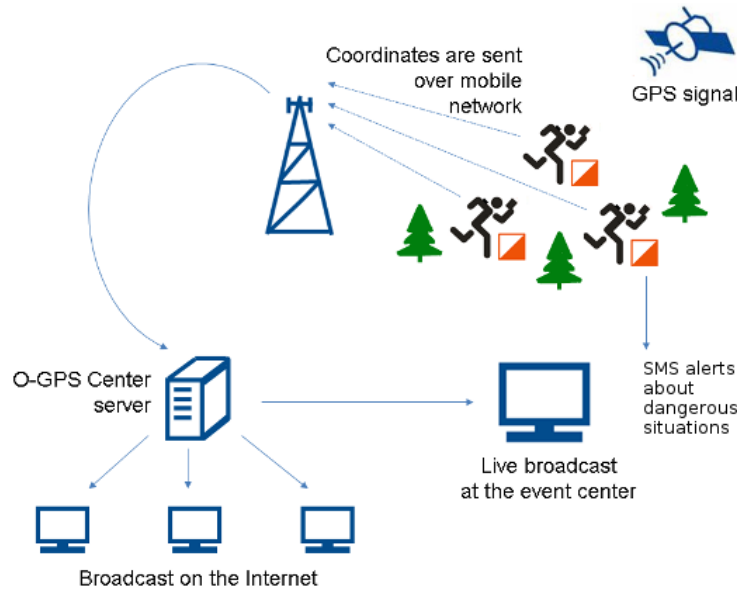 Coordinates are sent
over mobile
network
GPS signal
O-GPS Center
server
SMS alerts
about
dangerous
situations
Live broadcast
at the event center
Broadcast on the Internet